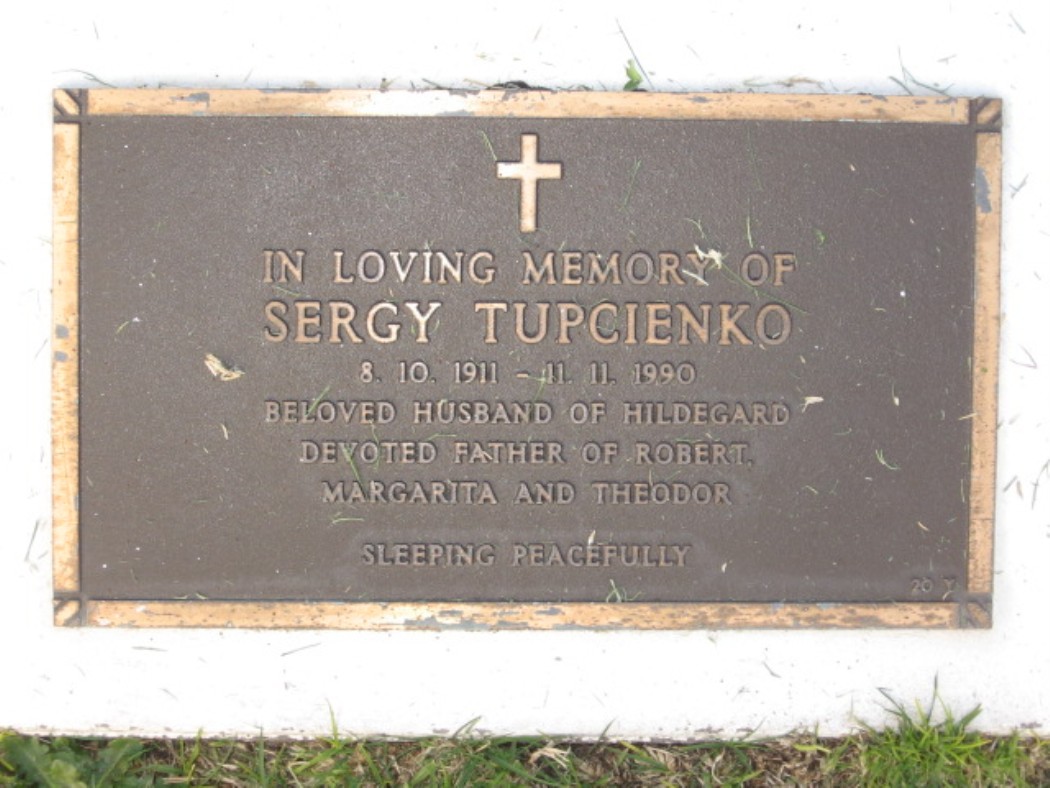 IN LOVING MEMORY OF
SERGY TUPCIENKO
8. 10. 1911 - 11. 11. 1990
BELOVED HUSBAND OF HILDEGARD
DEVOTED FATHER OF ROBERT,
MARGARITA AND THEODOR
SLEEPING PEACEFULLY
20 Y